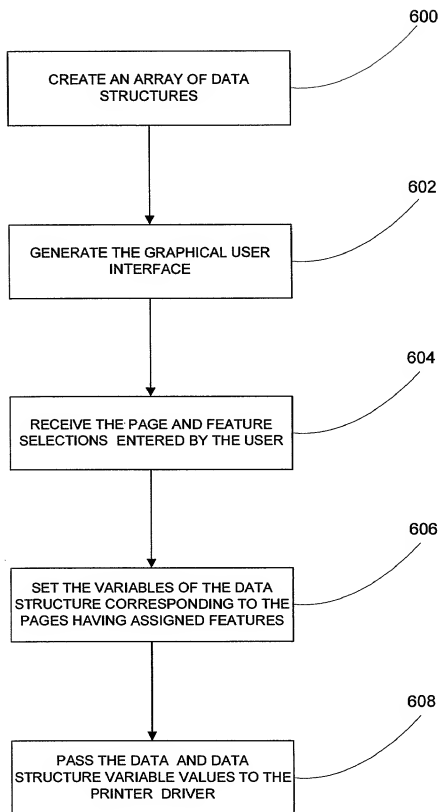 600
CREATE AN ARRAY OF DATA
STRUCTURES
602
GENERATE THE GRAPHICAL USER
INTERFACE
604
RECEIVE THE PAGE AND FEATURE
SELECTIONS ENTERED BY THE USER
606
SET THE VARIABLES OF THE DATA
STRUCTURE CORRESPONDING TO THE
PAGES HAVING ASSIGNED FEATURES
608
PASS THE DATA AND DATA
STRUCTURE VARIABLE VALUES TO THE
PRINTER DRIVER